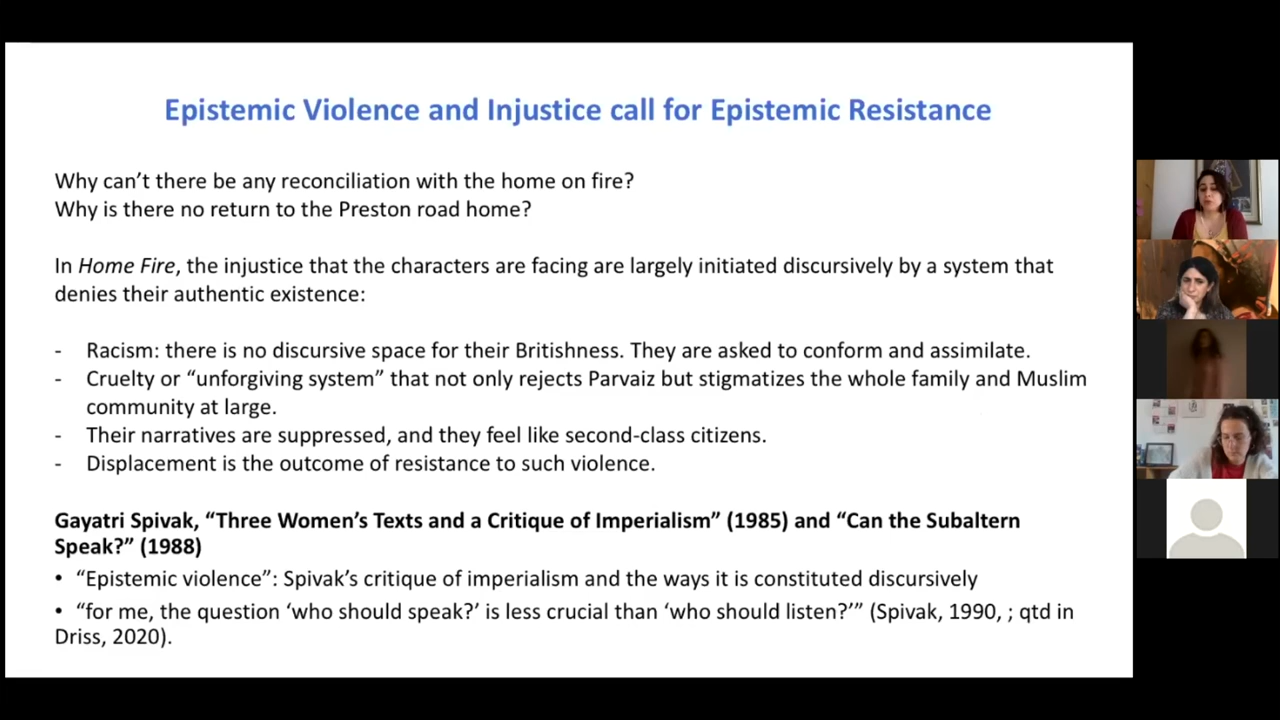 Epistemic Violence and Injustice call for Epistemic Resistance
Why can’t there be any reconciliation with the home on fire?
Why is there no return to the Preston road home?
In Home Fire, the injustice that the characters are facing are largely initiated discursively by a system that
denies their authentic existence:
- Racism: there is no discursive space for their Britishness. They are asked to conform and assimilate.
- Cruelty or “unforgiving system” that not only rejects Parvaiz but stigmatizes the whole family and Muslim
community at large.
- Their narratives are suppressed, and they feel like second-class citizens.
- Displacement is the outcome of resistance to such violence.
Gayatri Spivak, “Three Women’s Texts and a Critique of Imperialism” (1985) and “Can the Subaltern
Speak?” (1988)
• “Epistemic violence”: Spivak’s critique of imperialism and the ways it is constituted discursively
• “for me, the question ‘who should speak?’ is less crucial than ‘who should listen?’” (Spivak, 1990, ; qtd in
Driss, 2020).